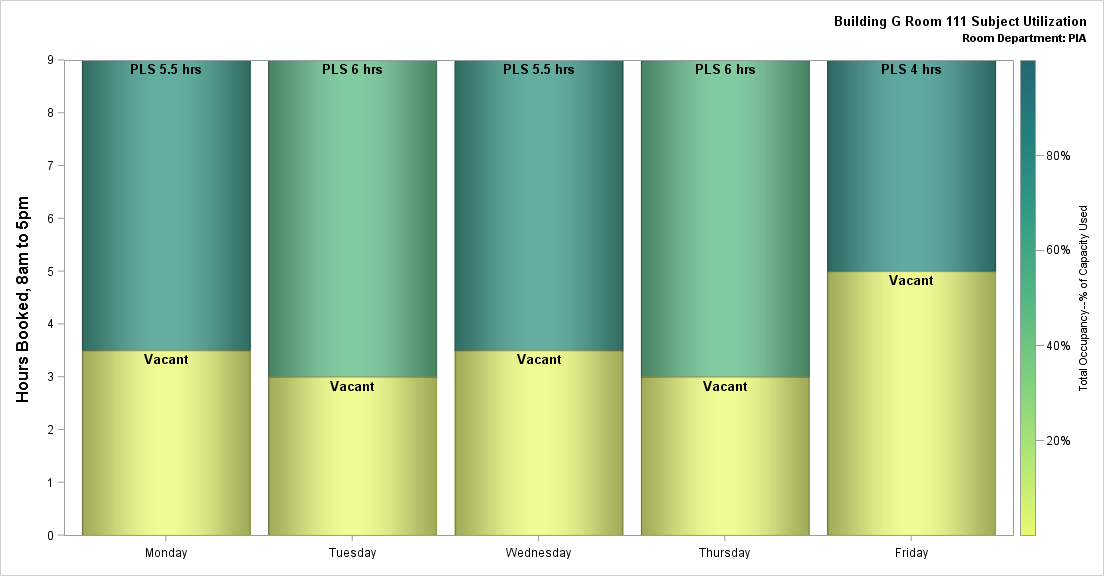 Building G Room 111 Subject Utilization
Room Department: PIA
Hours Booked, 8am to 5pm
9
8
7
6
5
4
3
2
1
0
PLS 5.5 hrs
PLS 6 hrs
PLS 5.5 hrs
PLS 6 hrs
PLS 4 hrs
Vacant
Vacant
Vacant
Vacant
Vacant
Monday
Tuesday
Wednesday
Thursday
Friday
80%
60%
40%
20%
Total Occupancy--% of Capacity Used